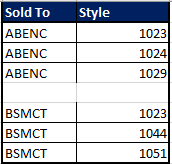 Sold To Style
ABENC 1023
ABENC 1024
ABENC 1029
BSMCT 1023
BSMCT 1044
BSMCT 1051